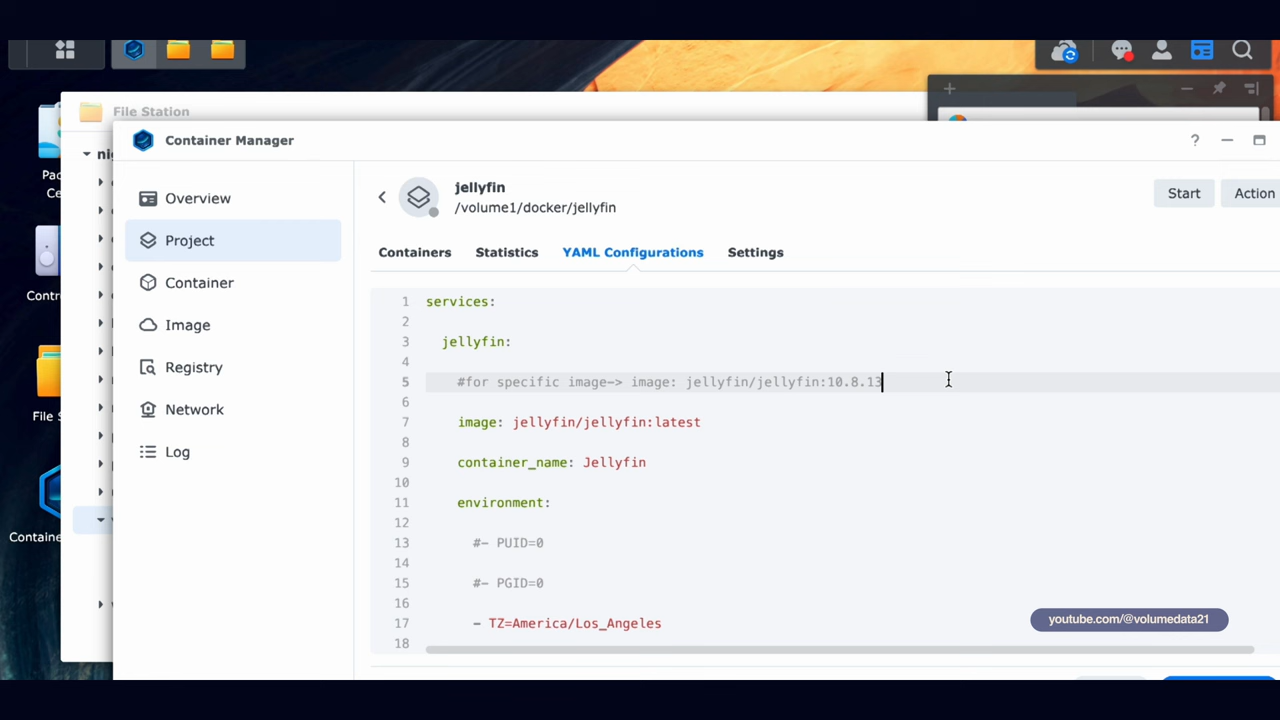 File Station
Container Manager
?
jellyfin
/volume1/docker/jellyfin
Start
Action
Overview
Project
Container
Image
Registry
Network
Log
Containers
Statistics
YAML Configurations
Settings
1 services:
2
3 jellyfin:
4
5 #for specific image-> image: jellyfin/jellyfin:10.8.13
6
7 image: jellyfin/jellyfin:latest
8
9 container_name: Jellyfin
10
11 environment:
12
13 #- PUID=0
14
15 #- PGID=0
16
17 - TZ=America/Los_Angeles
18
youtube.com/@volumedata21